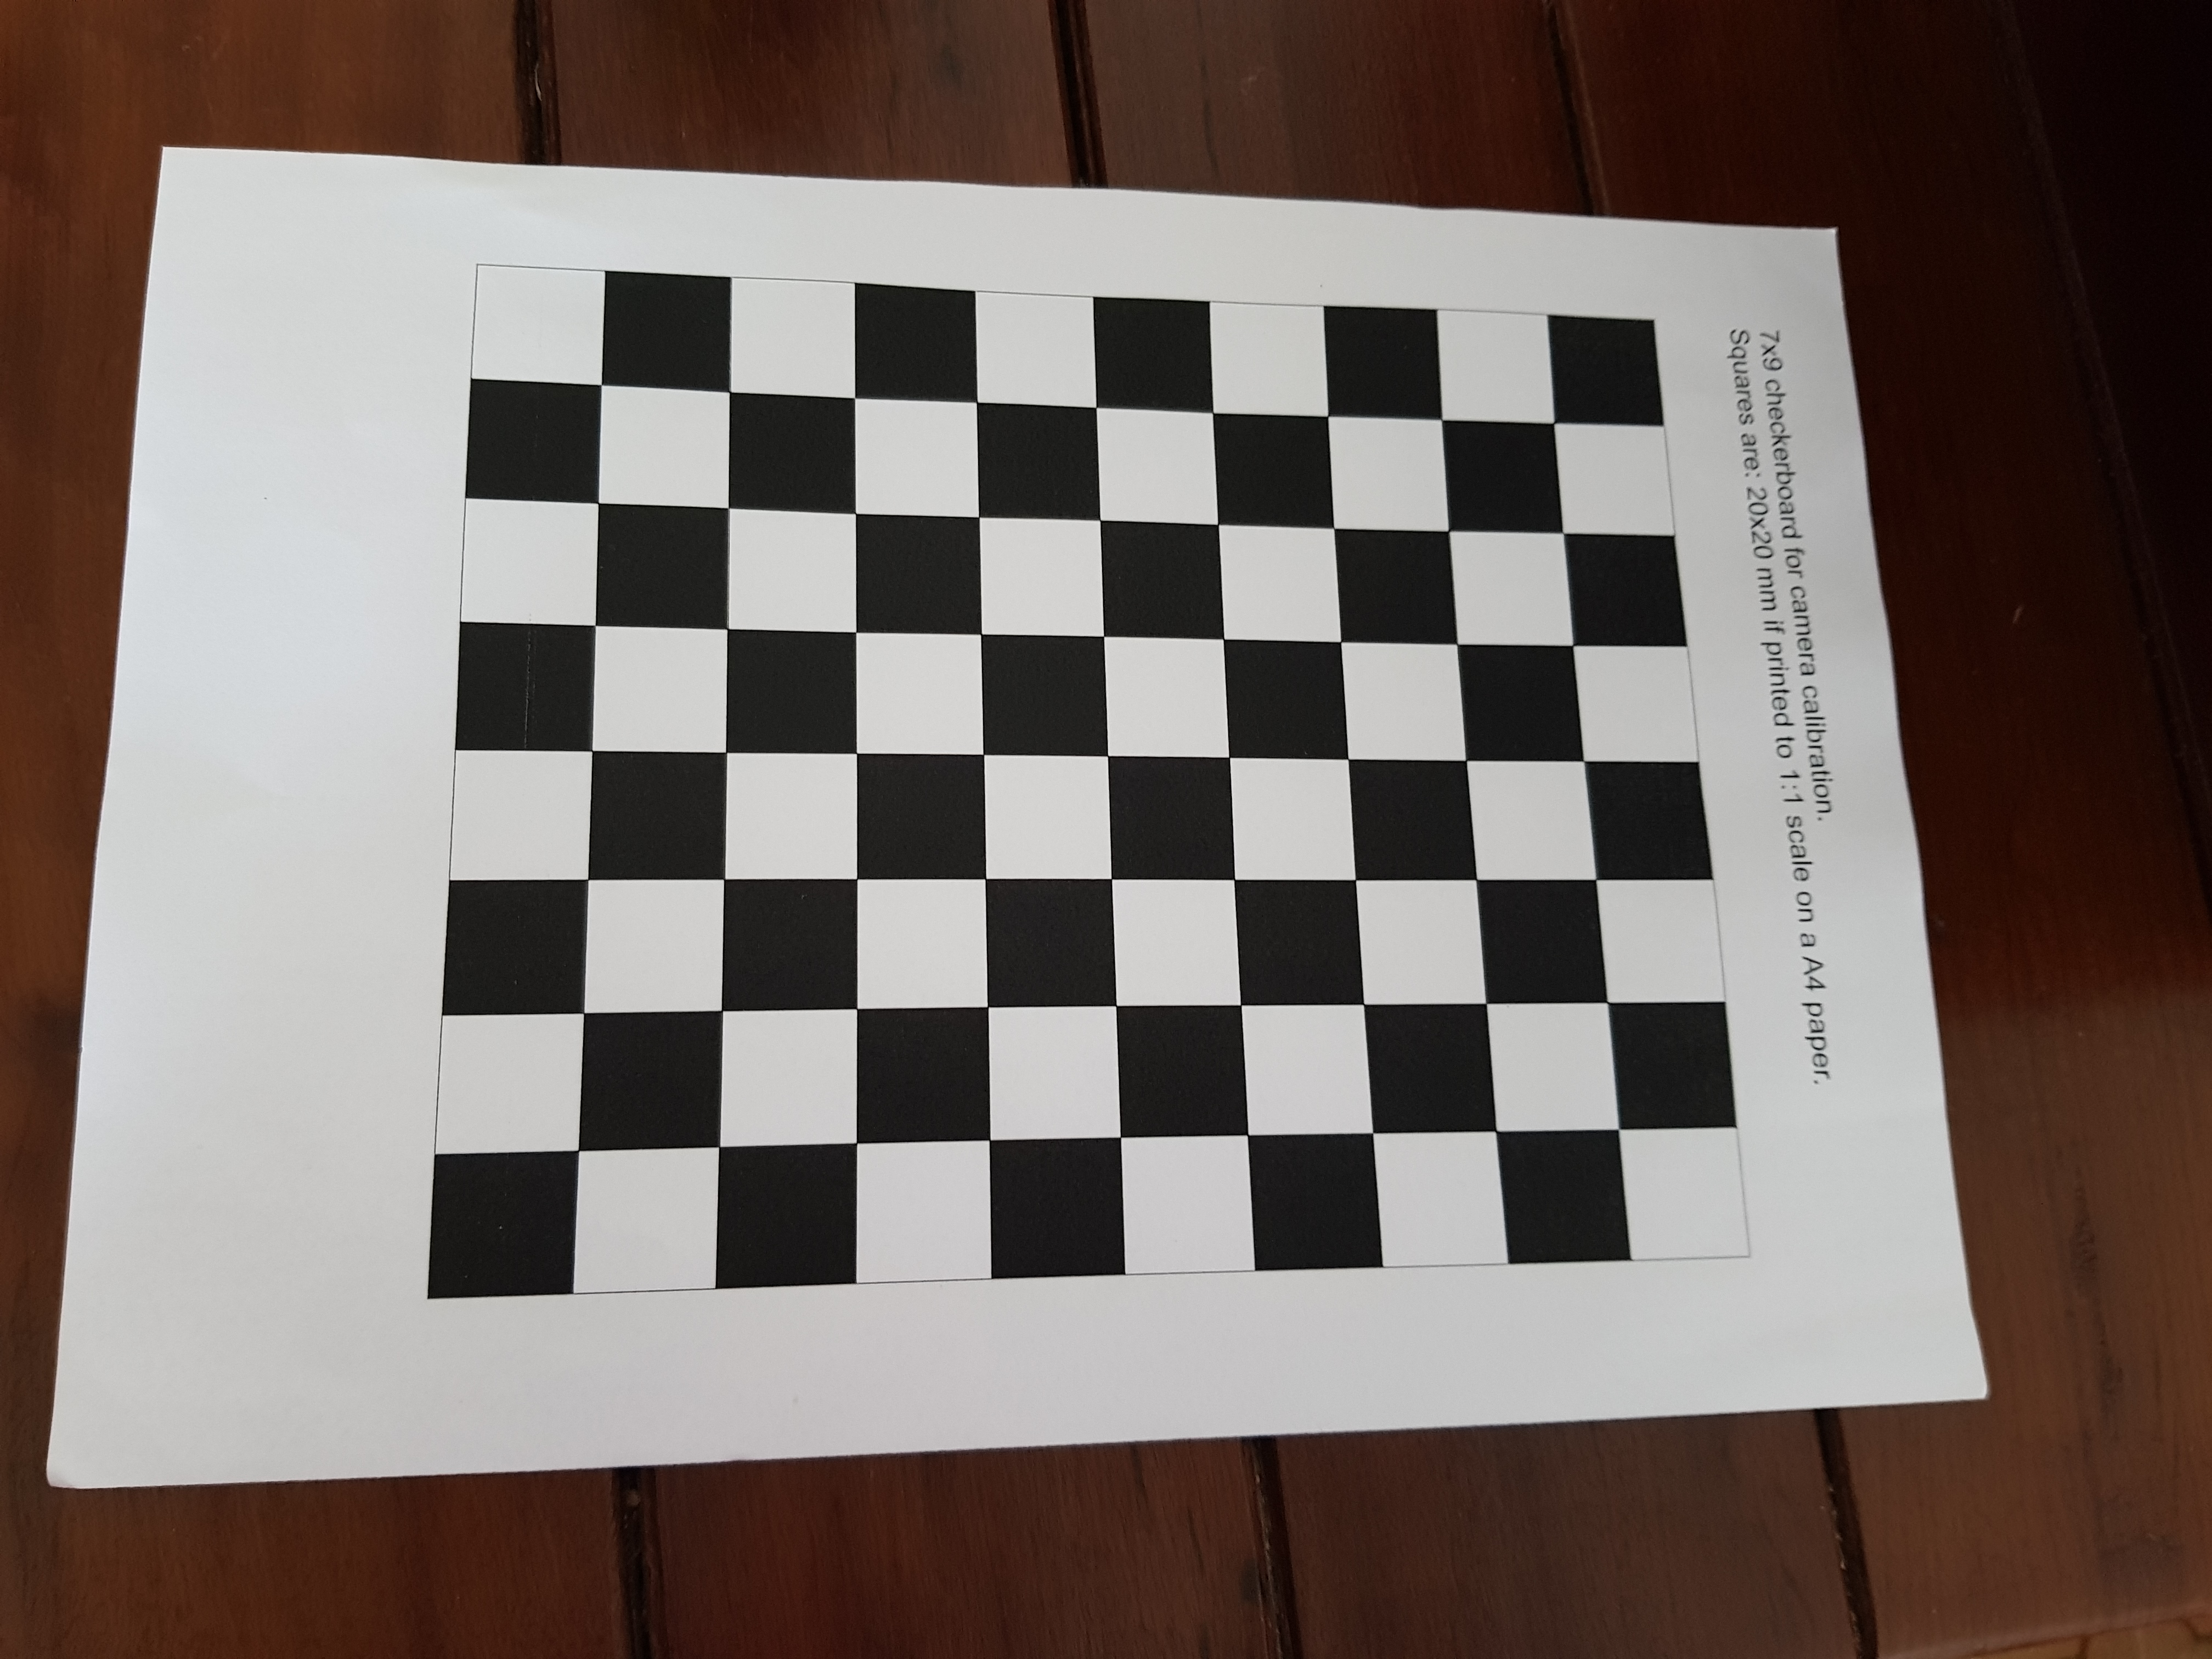 7x9 checkerboard for camera calibration.
Squares are: 20x20 mm if printed to 1:1 scale on a A4 paper.